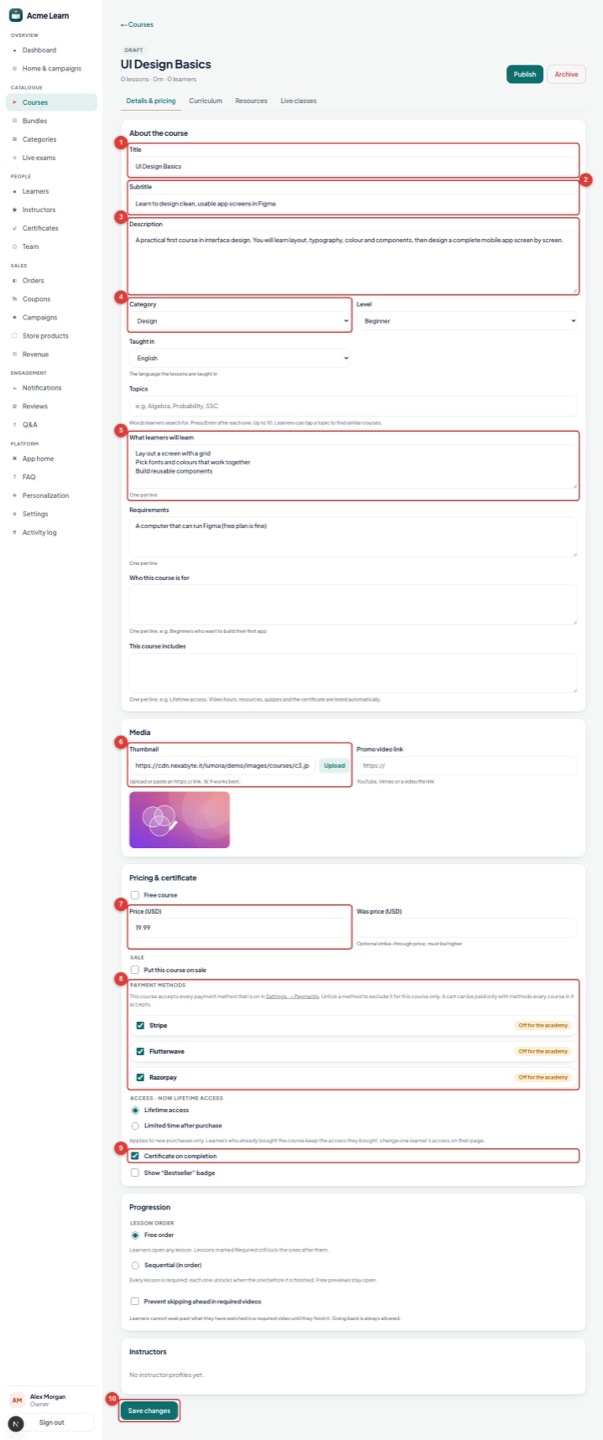 Acme Learn
OVERVIEW
Dashboard
Home & campaigns
CATALOGUE
Courses
Bundles
Categories
Live exams
PEOPLE
Learners
Instructors
Certificates
Team
SALES
Orders
Coupons
Campaigns
Store products
Revenue
ENGAGEMENT
Notifications
Reviews
Q&A
PLATFORM
App home
FAQ
Personalization
Settings
Activity log
AM
Alex Morgan
Owner
N
Sign out
←Courses
DRAFT
UI Design Basics
0 lessons · 0m · 0 learners
Publish
Archive
Details & pricing
Curriculum
Resources
Live classes
About the course
1
Title
UI Design Basics
2
Subtitle
Learn to design clean, usable app screens in Figma
3
Description
A practical first course in interface design. You will learn layout, typography, colour and components, then design a complete mobile app screen by screen.
4
Category
Level
Design
Beginner
Taught in
English
The language the lessons are taught in
Topics
e.g. Algebra, Probability, SSC
Words learners search for. Press Enter after each one. Up to 10. Learners can tap a topic to find similar courses.
5
What learners will learn
Lay out a screen with a grid
Pick fonts and colours that work together
Build reusable components
One per line
Requirements
A computer that can run Figma (free plan is fine)
One per line
Who this course is for
One per line, e.g. Beginners who want to build their first app
This course includes
One per line, e.g. Lifetime access. Video hours, resources, quizzes and the certificate are listed automatically.
Media
6
Thumbnail
Promo video link
https://cdn.nexabyte.it/lumora/demo/images/courses/c3.jp
Upload
https://
Upload or paste an https:// link. 16:9 works best.
YouTube, Vimeo or a video file link
Pricing & certificate
Free course
7
Price (USD)
Was price (USD)
19.99
Optional strike-through price; must be higher
SALE
Put this course on sale
8
PAYMENT METHODS
This course accepts every payment method that is on in Settings → Payments. Untick a method to exclude it for this course only. A cart can be paid only with methods every course in it
accepts.
Stripe
Off for the academy
Flutterwave
Off for the academy
Razorpay
Off for the academy
ACCESS · NOW LIFETIME ACCESS
Lifetime access
Limited time after purchase
Applies to new purchases only. Learners who already bought the course keep the access they bought; change one learner's access on their page.
9
Certificate on completion
Show "Bestseller" badge
Progression
LESSON ORDER
Free order
Learners open any lesson. Lessons marked Required still lock the ones after them.
Sequential (in order)
Every lesson is required; each one unlocks when the one before it is finished. Free previews stay open.
Prevent skipping ahead in required videos
Learners cannot seek past what they have watched in a required video until they finish it. Going back is always allowed.
Instructors
No instructor profiles yet.
10
Save changes